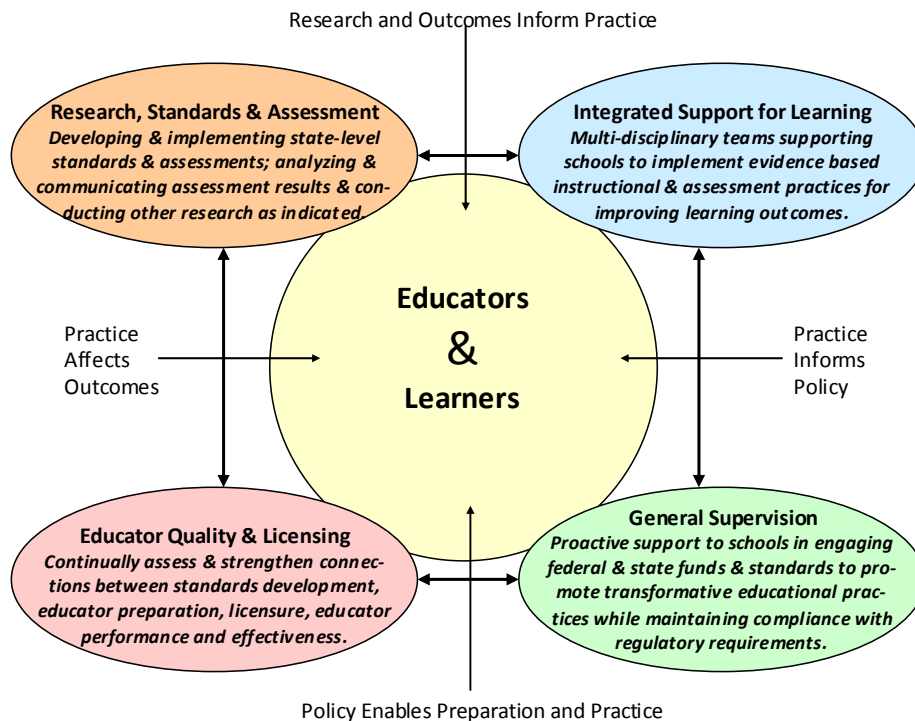 Research and Outcomes Inform Practice
Research, Standards & Assessment
Developing & implementing state-level
standards & assessments; analyzing &
communicating assessment results & con-
ducting other research as indicated.
Integrated Support for Learning
Multi-disciplinary teams supporting
schools to implement evidence based
instructional & assessment practices for
improving learning outcomes.
Educators
&
Learners
Practice
Affects
Outcomes
Practice
Informs
Policy
Educator Quality & Licensing
Continually assess & strengthen connec-
tions between standards development,
educator preparation, licensure, educator
performance and effectiveness.
General Supervision
Proactive support to schools in engaging
federal & state funds & standards to pro-
mote transformative educational prac-
tices while maintaining compliance with
regulatory requirements.
Policy Enables Preparation and Practice